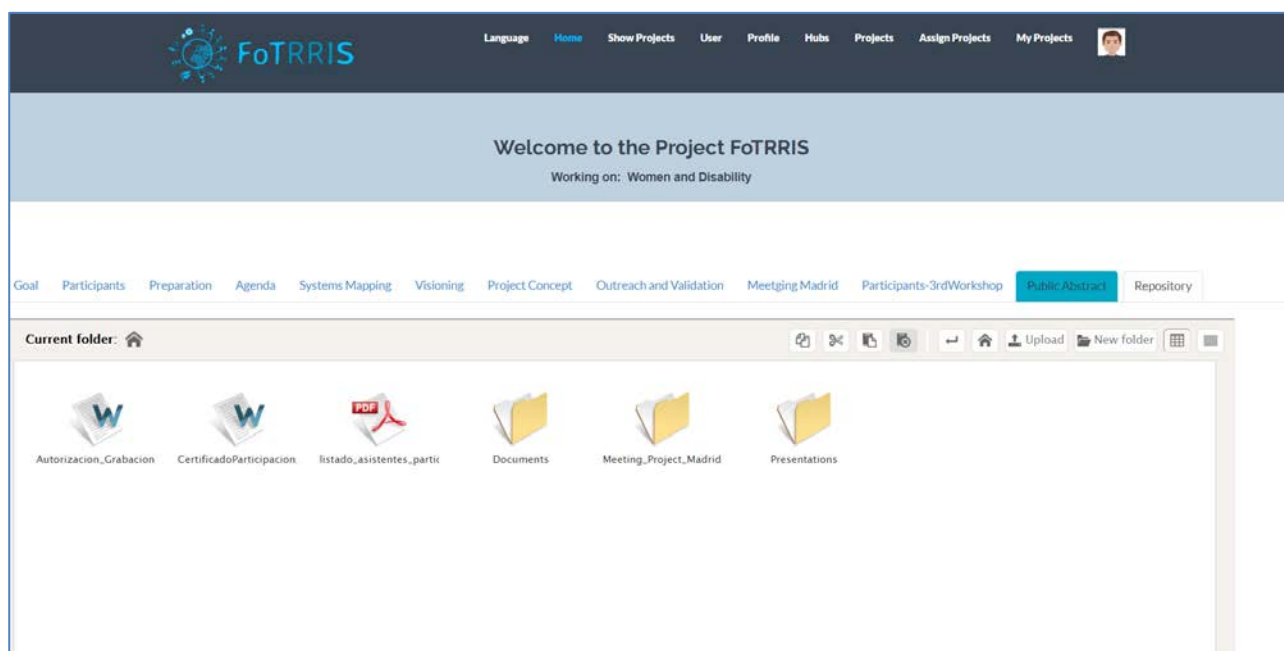 FoTRRIS
Language Home Show Projects User Profile Hubs Projects Assign Projects My Projects
Welcome to the Project FoTRRIS
Working on: Women and Disability
Goal Participants Preparation Agenda Systems Mapping Visioning Project Concept Outreach and Validation Meetging Madrid Participants-3rdWorkshop Public Abstract Repository
Current folder: Upload New folder
W W PDF
Autorizacion_Grabacion CertificadoParticipacion listado_asistentes_partic Documents Meeting_Project_Madrid Presentations